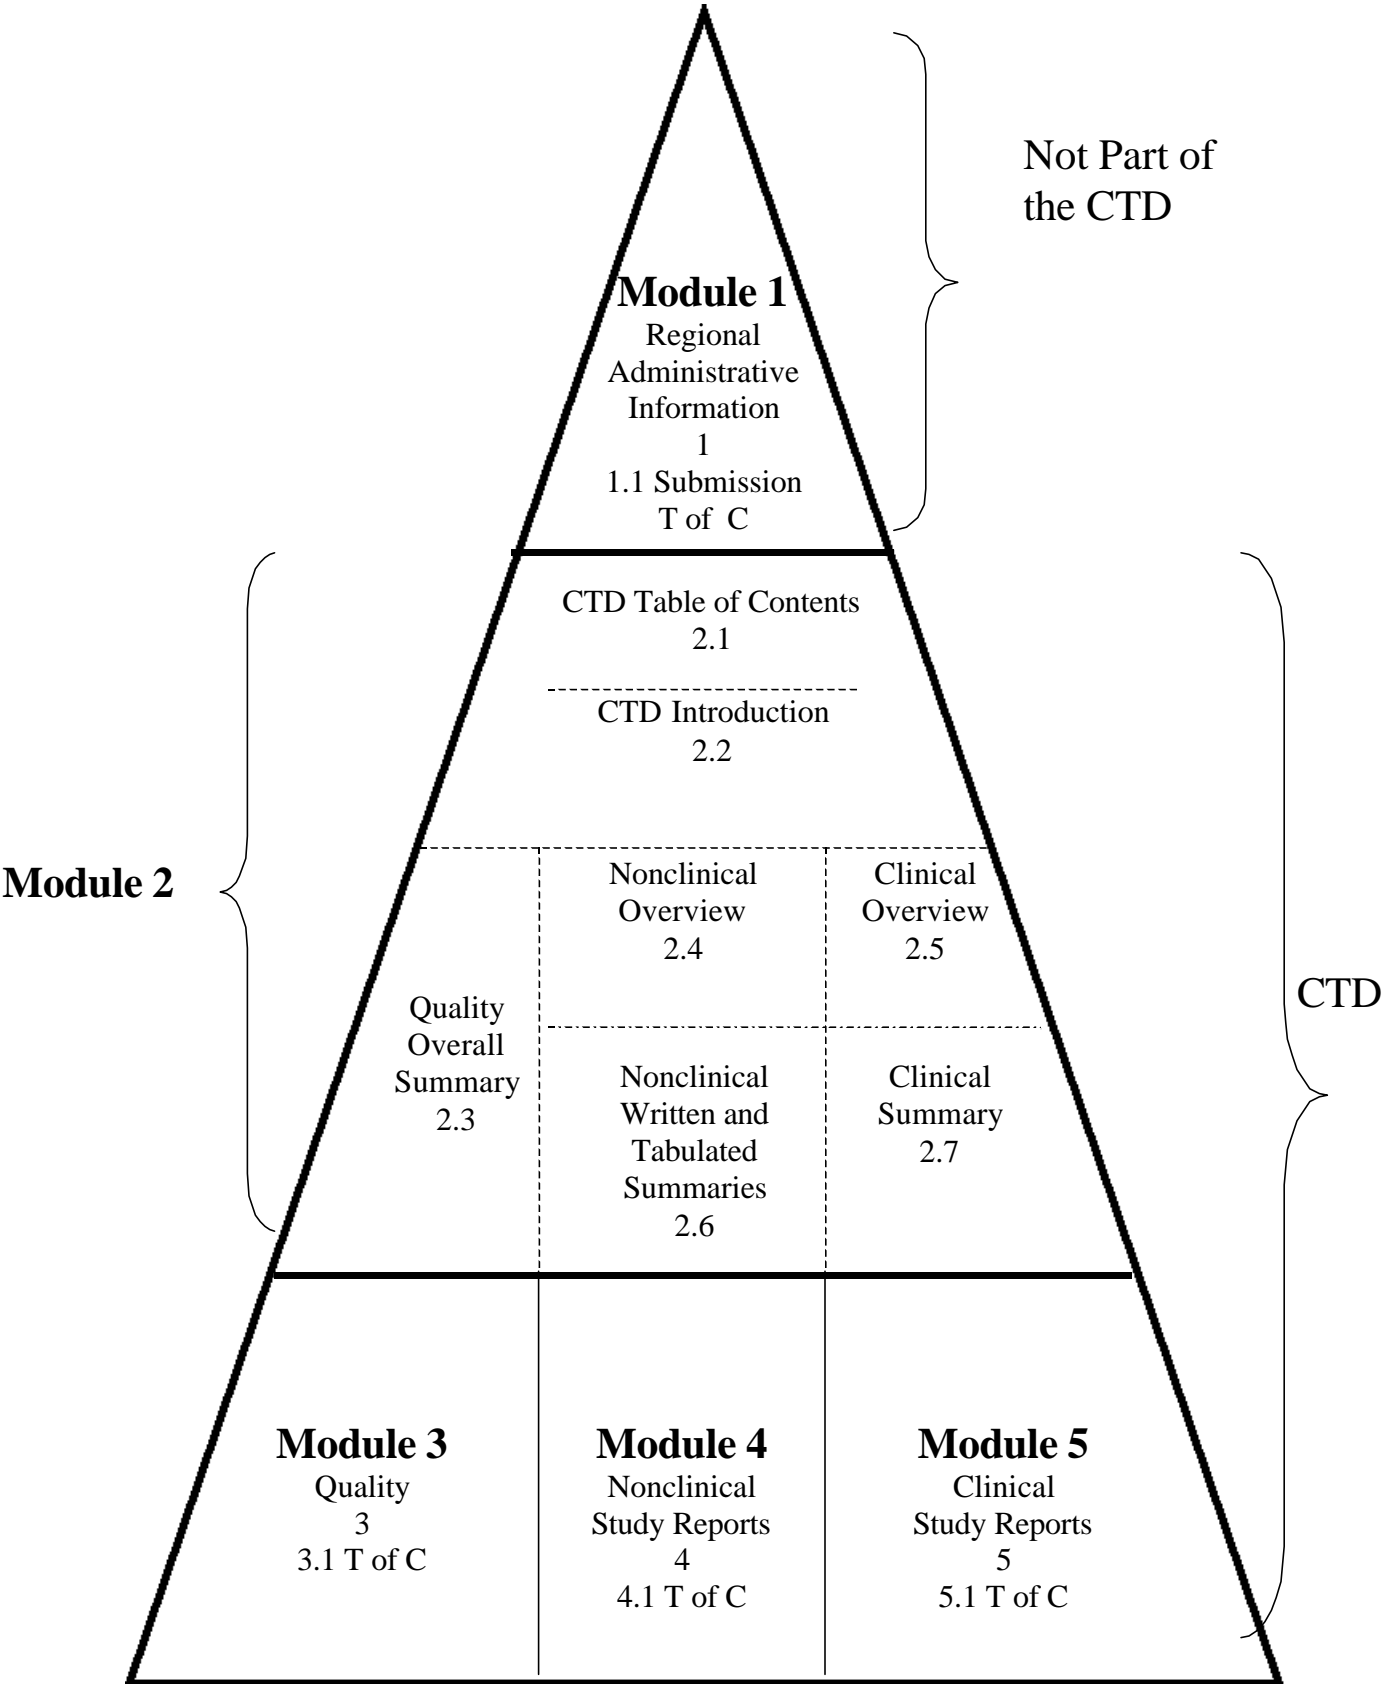 Not Part of
the CTD
Module 1
Regional
Administrative
Information
1
1.1 Submission
T of C
CTD Table of Contents
2.1
CTD Introduction
2.2
Module 2
Nonclinical
Overview
2.4
Clinical
Overview
2.5
CTD
Quality
Overall
Summary
2.3
Nonclinical
Written and
Tabulated
Summaries
2.6
Clinical
Summary
2.7
Module 3
Quality
3
3.1 T of C
Module 4
Nonclinical
Study Reports
4
4.1 T of C
Module 5
Clinical
Study Reports
5
5.1 T of C